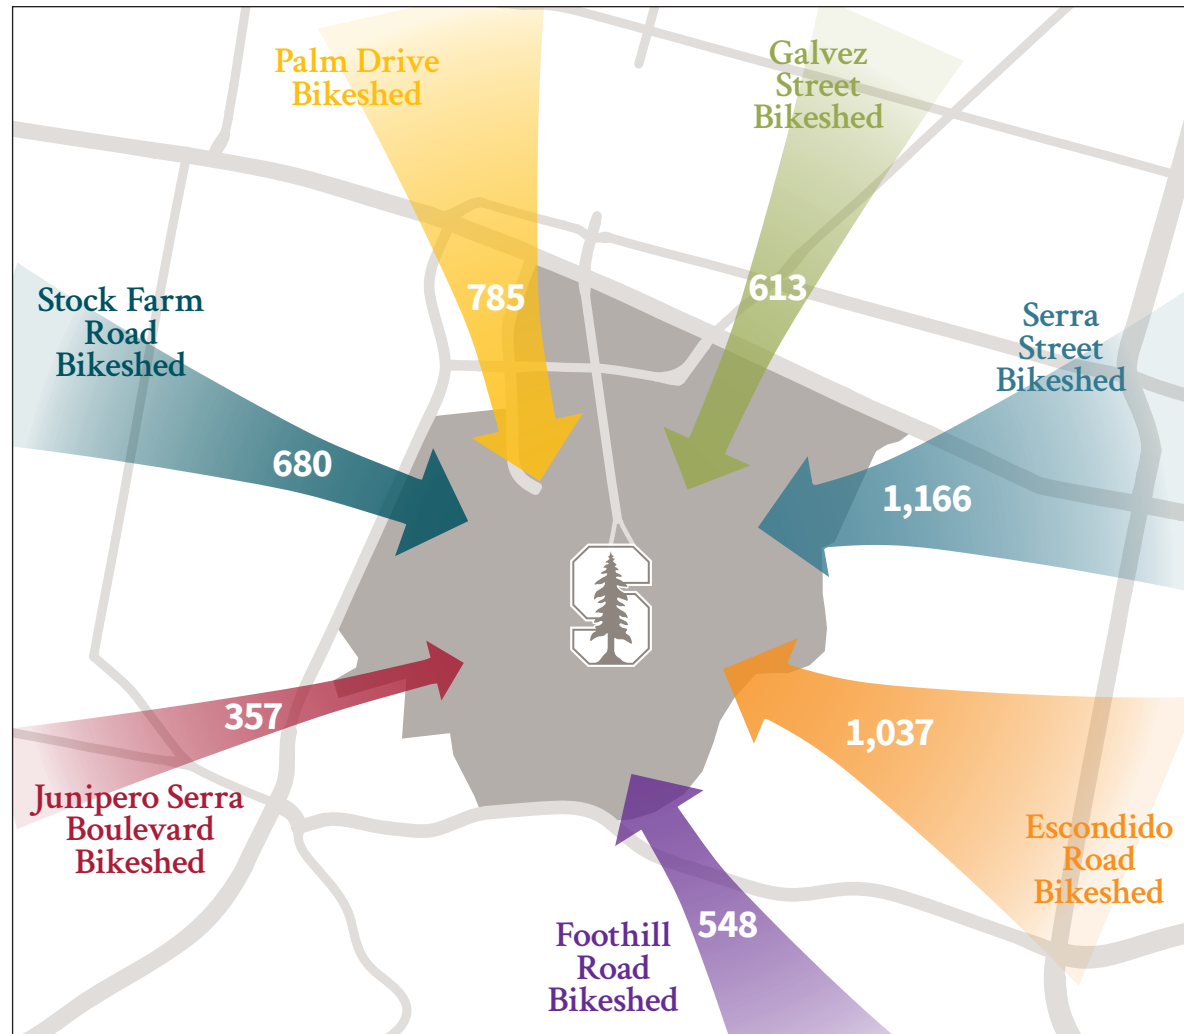 Palm Drive
Bikeshed
Galvez
Street
Bikeshed
785
613
Stock Farm
Road
Bikeshed
Serra
Street
Bikeshed
680
1,166
S
357
1,037
Junipero Serra
Boulevard
Bikeshed
Escondido
Road
Bikeshed
548
Foothill
Road
Bikeshed